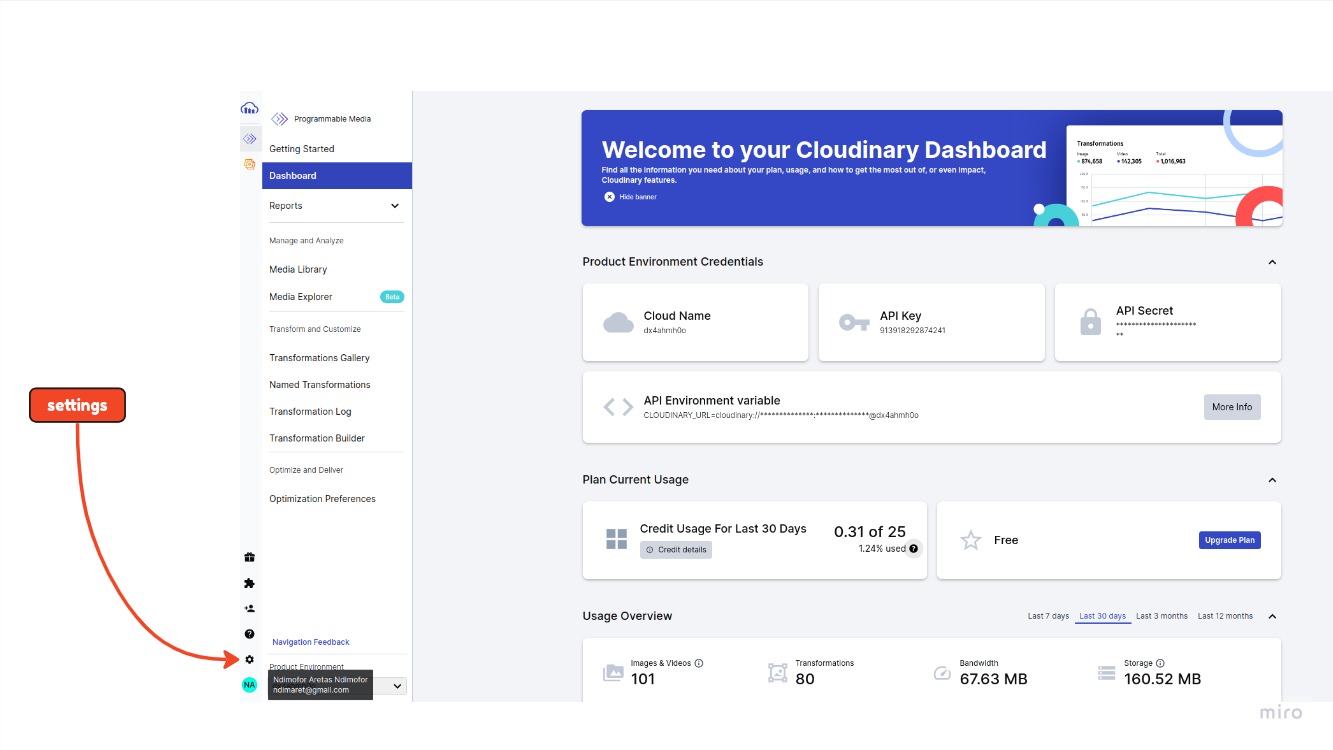 settings
Programmable Media
Getting Started
Dashboard
Reports
Manage and Analyze
Media Library
Media Explorer
Beta
Transform and Customize
Transformations Gallery
Named Transformations
Transformation Log
Transformation Builder
Optimize and Deliver
Optimization Preferences
Navigation Feedback
Product Environment
NA
Ndimofor Aretas Ndimofor
ndimaret@gmail.com
Welcome to your Cloudinary Dashboard
Find all the information you need about your plan, usage, and how to get the most out of, or even impact,
Cloudinary features.
Hide banner
Transformations
Image Video Total
874,658 142,305 1,016,963
Product Environment Credentials
Cloud Name
dx4ahmh0o
API Key
913918292874241
API Secret
*********************
**
API Environment variable
CLOUDINARY_URL=cloudinary://***************:***************@dx4ahmh0o
More Info
Plan Current Usage
Credit Usage For Last 30 Days
Credit details
0.31 of 25
1.24% used
Free
Upgrade Plan
Usage Overview
Last 7 days Last 30 days Last 3 months Last 12 months
Images & Videos
101
Transformations
80
Bandwidth
67.63 MB
Storage
160.52 MB
miro